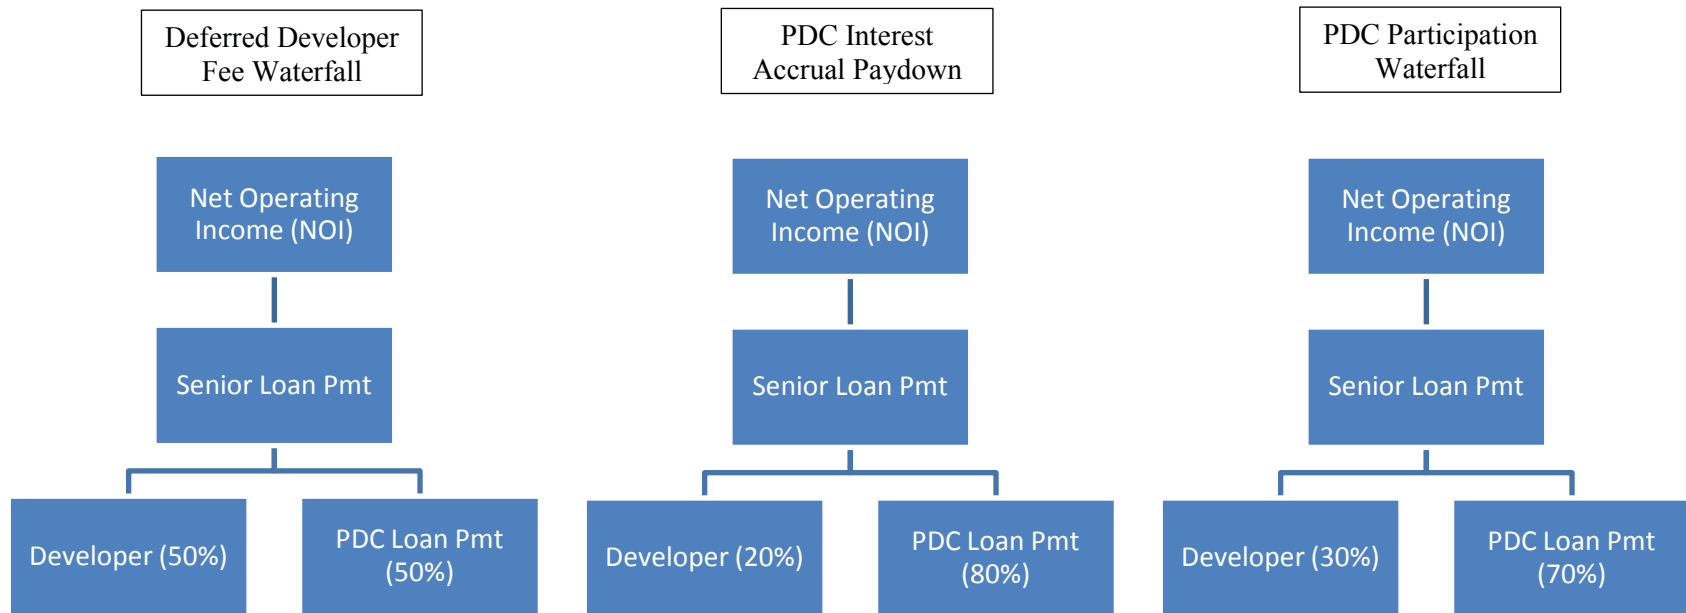 Deferred Developer
Fee Waterfall
PDC Interest
Accrual Paydown
PDC Participation
Waterfall
Net Operating
Income (NOI)
Net Operating
Income (NOI)
Net Operating
Income (NOI)
Senior Loan Pmt
Senior Loan Pmt
Senior Loan Pmt
Developer (50%)
PDC Loan Pmt
(50%)
Developer (20%)
PDC Loan Pmt
(80%)
Developer (30%)
PDC Loan Pmt
(70%)